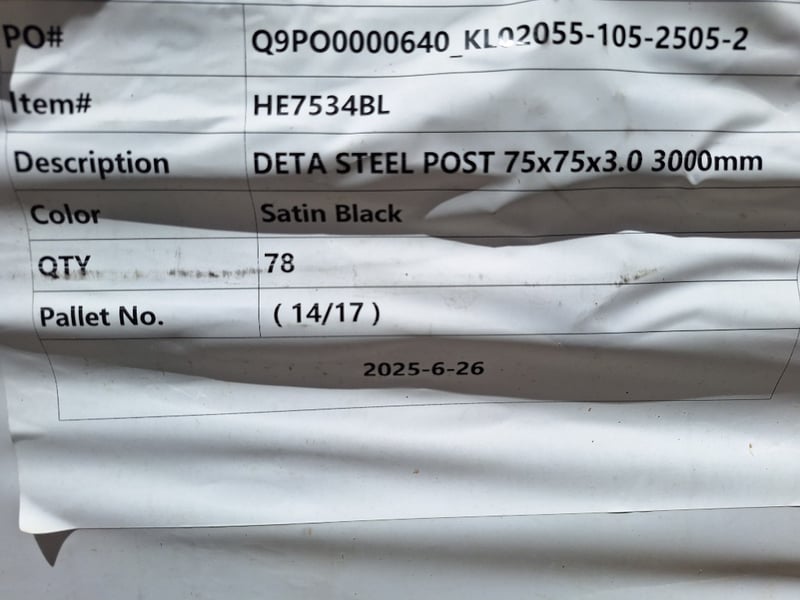 PO# Q9PO0000640_KL02055-105-2505-2
Item# HE7534BL
Description DETA STEEL POST 75x75x3.0 3000mm
Color Satin Black
QTY 78
Pallet No. ( 14/17 )
2025-6-26